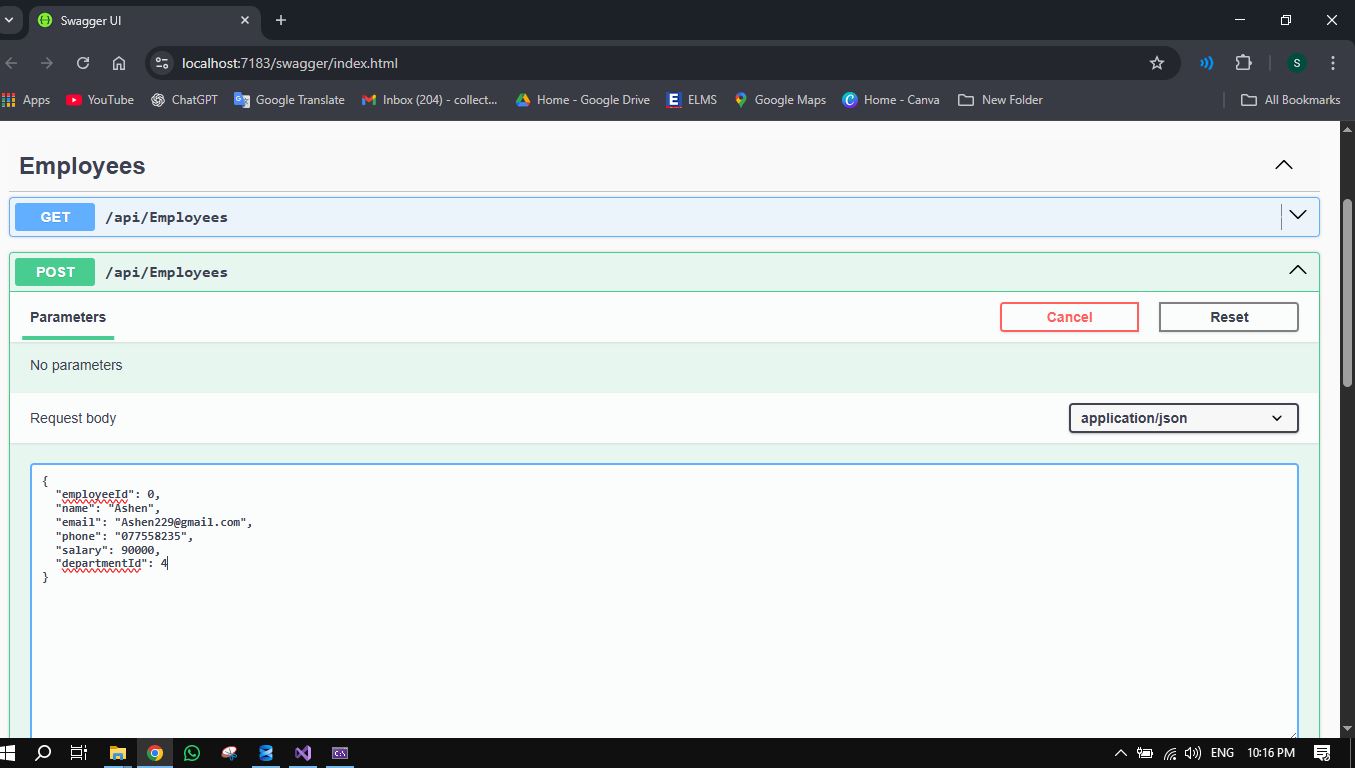 Swagger UI
localhost:7183/swagger/index.html
S
Apps YouTube ChatGPT Google Translate Inbox (204) - collect... Home - Google Drive E ELMS Google Maps C Home - Canva New Folder All Bookmarks
Employees
GET /api/Employees
POST /api/Employees
Parameters Cancel Reset
No parameters
Request body application/json
{
"employeeId": 0,
"name": "Ashen",
"email": "Ashen229@gmail.com",
"phone": "077558235",
"salary": 90000,
"departmentId": 4
}
ENG 10:16 PM